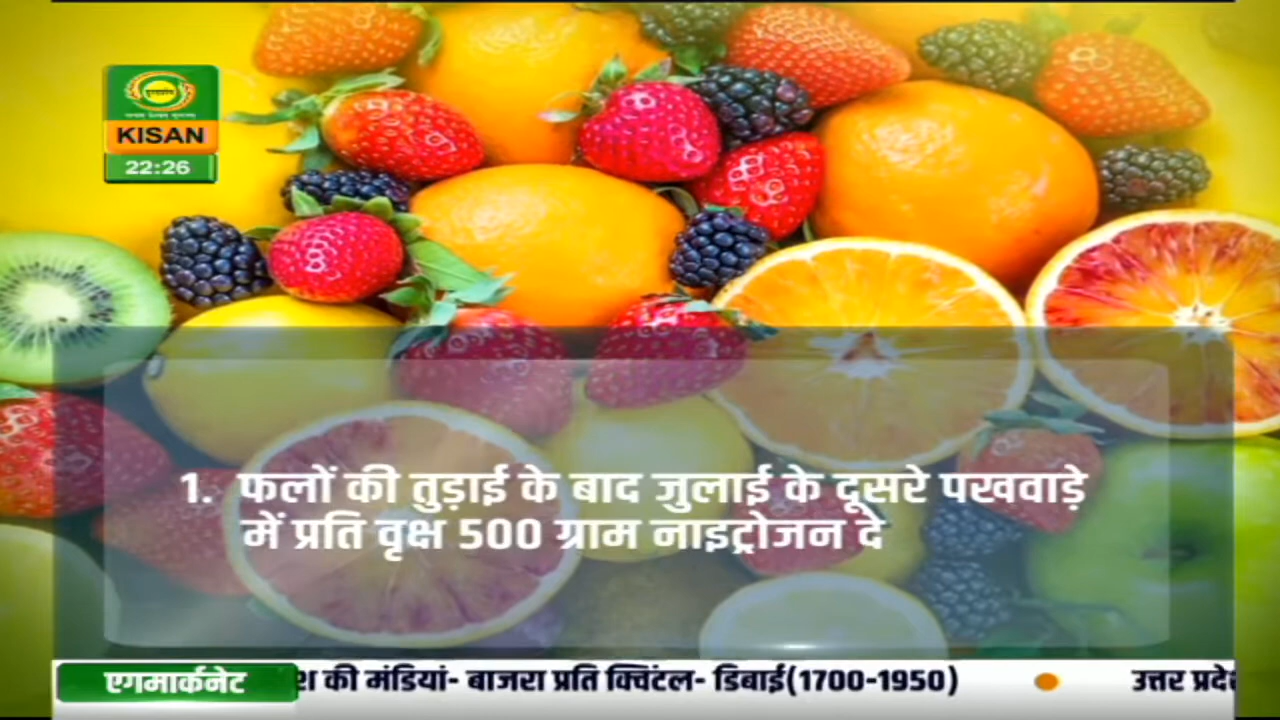 KISAN
22:26
1. फलों की तुड़ाई के बाद जुलाई के दूसरे पखवाड़े
में प्रति वृक्ष 500 ग्राम नाइट्रोजन दे
एगमार्कनेट
की मंडियां- बाजरा प्रति क्विंटल- डिबाई(1700-1950)
उत्तर